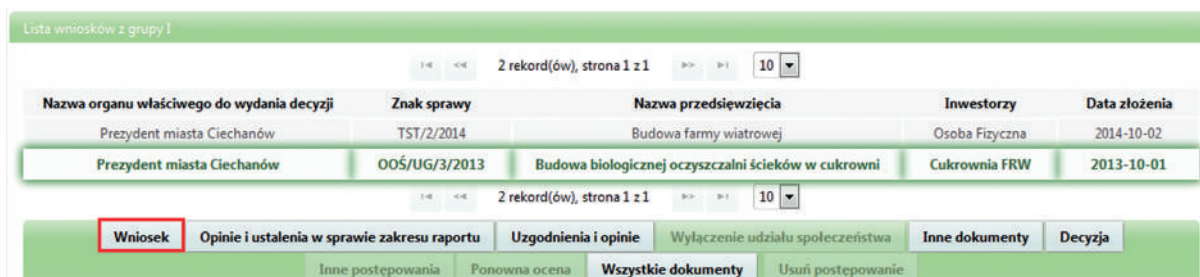 Lista wniosków z grupy I
2 rekord(ów), strona 1 z 1 10
Nazwa organu właściwego do wydania decyzji Znak sprawy Nazwa przedsięwzięcia Inwestorzy Data złożenia
Prezydent miasta Ciechanów TST/2/2014 Budowa farmy wiatrowej Osoba Fizyczna 2014-10-02
Prezydent miasta Ciechanów OOŚ/UG/3/2013 Budowa biologicznej oczyszczalni ścieków w cukrowni Cukrownia FRW 2013-10-01
2 rekord(ów), strona 1 z 1 10
Wniosek Opinie i ustalenia w sprawie zakresu raportu Uzgodnienia i opinie Wyłączenie udziału społeczeństwa Inne dokumenty Decyzja
Inne postępowania Ponowna ocena Wszystkie dokumenty Usuń postępowanie